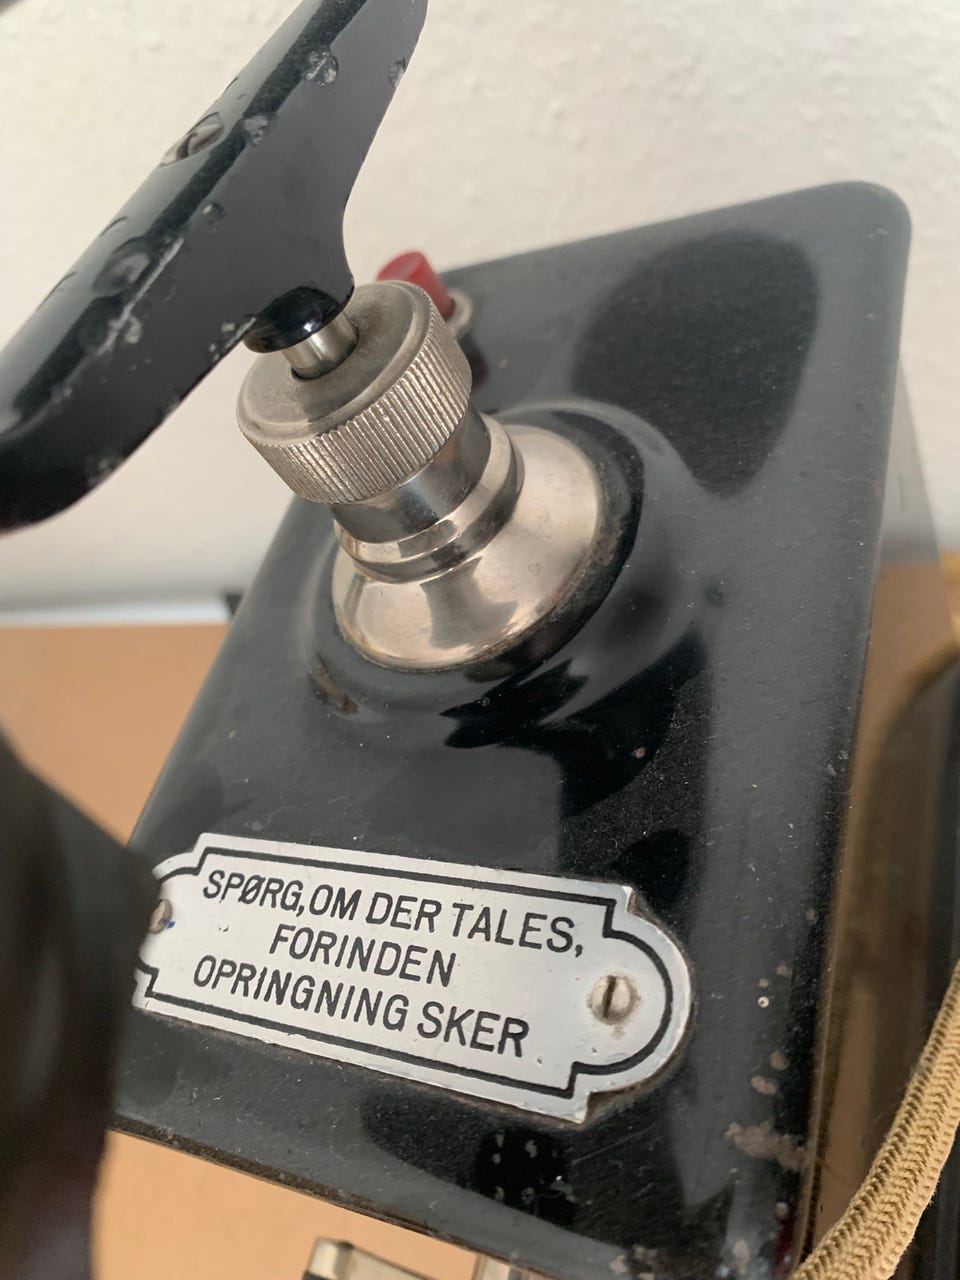 SPØRG, OM DER TALES,
FORINDEN
OPRINGNING SKER